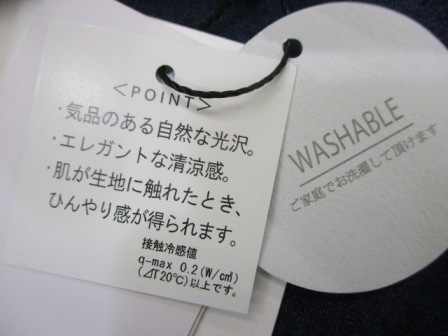 <POINT>
・気品のある自然な光沢。
・エレガントな清涼感。
・肌が生地に触れたとき、
ひんやり感が得られます。
接触冷感値
q-max 0.2(W/c㎡)
(⊿T20℃)以上です。
WASHABLE
ご家庭でお洗濯して頂けます